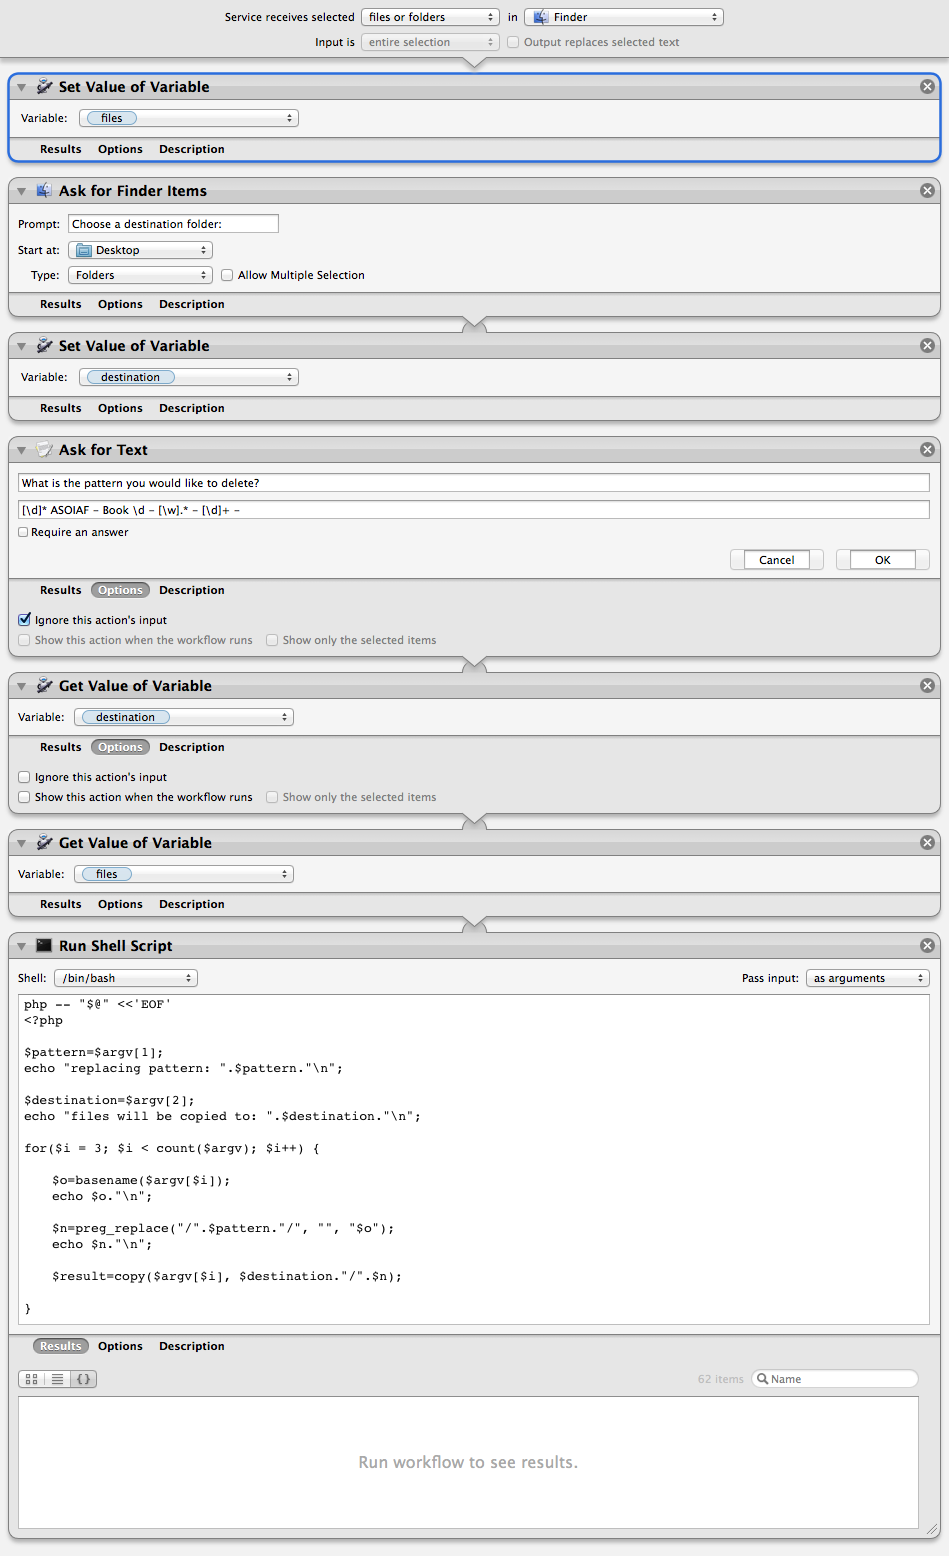 Service receives selected files or folders in Finder
Input is entire selection Output replaces selected text
Set Value of Variable
Variable: files
Results Options Description
Ask for Finder Items
Prompt: Choose a destination folder:
Start at: Desktop
Type: Folders Allow Multiple Selection
Results Options Description
Set Value of Variable
Variable: destination
Results Options Description
Ask for Text
What is the pattern you would like to delete?
[\d]* ASOIAF - Book \d - [\w].* - [\d]+ -
Require an answer
Cancel OK
Results Options Description
Ignore this action's input
Show this action when the workflow runs Show only the selected items
Get Value of Variable
Variable: destination
Results Options Description
Ignore this action's input
Show this action when the workflow runs Show only the selected items
Get Value of Variable
Variable: files
Results Options Description
Run Shell Script
Shell: /bin/bash Pass input: as arguments
php -- "$@" <<'EOF'
<?php
$pattern=$argv[1];
echo "replacing pattern: ".$pattern."\n";
$destination=$argv[2];
echo "files will be copied to: ".$destination."\n";
for($i = 3; $i < count($argv); $i++) {
$o=basename($argv[$i]);
echo $o."\n";
$n=preg_replace("/".$pattern."/", "", "$o");
echo $n."\n";
$result=copy($argv[$i], $destination."/".$n);
}
Results Options Description
62 items Name
Run workflow to see results.